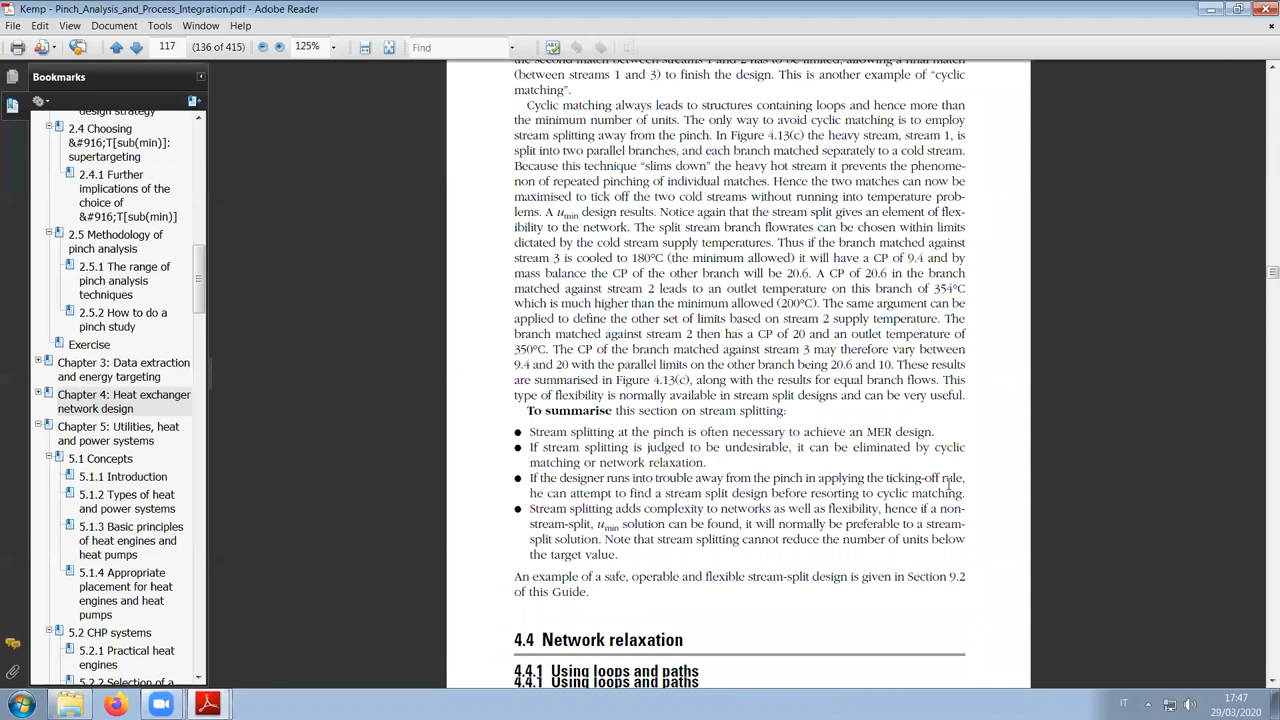 Kemp - Pinch_Analysis_and_Process_Integration.pdf - Adobe Reader
File Edit View Document Tools Window Help
117 (136 of 415) 125% Find
Bookmarks
design strategy
2.4 Choosing
&#916;T[sub(min)]:
supertargeting
2.4.1 Further
implications of the
choice of
&#916;T[sub(min)]
2.5 Methodology of
pinch analysis
2.5.1 The range of
pinch analysis
techniques
2.5.2 How to do a
pinch study
Exercise
Chapter 3: Data extraction
and energy targeting
Chapter 4: Heat exchanger
network design
Chapter 5: Utilities, heat
and power systems
5.1 Concepts
5.1.1 Introduction
5.1.2 Types of heat
and power systems
5.1.3 Basic principles
of heat engines and
heat pumps
5.1.4 Appropriate
placement for heat
engines and heat
pumps
5.2 CHP systems
5.2.1 Practical heat
engines
5.2.2 Selection of a
the second match between streams 1 and 2 has to be limited, allowing a final match
(between streams 1 and 3) to finish the design. This is another example of “cyclic
matching”.
Cyclic matching always leads to structures containing loops and hence more than
the minimum number of units. The only way to avoid cyclic matching is to employ
stream splitting away from the pinch. In Figure 4.13(c) the heavy stream, stream 1, is
split into two parallel branches, and each branch matched separately to a cold stream.
Because this technique “slims down” the heavy hot stream it prevents the phenome-
non of repeated pinching of individual matches. Hence the two matches can now be
maximised to tick off the two cold streams without running into temperature prob-
lems. A umin design results. Notice again that the stream split gives an element of flex-
ibility to the network. The split stream branch flowrates can be chosen within limits
dictated by the cold stream supply temperatures. Thus if the branch matched against
stream 3 is cooled to 180°C (the minimum allowed) it will have a CP of 9.4 and by
mass balance the CP of the other branch will be 20.6. A CP of 20.6 in the branch
matched against stream 2 leads to an outlet temperature on this branch of 354°C
which is much higher than the minimum allowed (200°C). The same argument can be
applied to define the other set of limits based on stream 2 supply temperature. The
branch matched against stream 2 then has a CP of 20 and an outlet temperature of
350°C. The CP of the branch matched against stream 3 may therefore vary between
9.4 and 20 with the parallel limits on the other branch being 20.6 and 10. These results
are summarised in Figure 4.13(c), along with the results for equal branch flows. This
type of flexibility is normally available in stream split designs and can be very useful.
To summarise this section on stream splitting:
● Stream splitting at the pinch is often necessary to achieve an MER design.
● If stream splitting is judged to be undesirable, it can be eliminated by cyclic
matching or network relaxation.
● If the designer runs into trouble away from the pinch in applying the ticking-off rule,
he can attempt to find a stream split design before resorting to cyclic matching.
● Stream splitting adds complexity to networks as well as flexibility, hence if a non-
stream-split, umin solution can be found, it will normally be preferable to a stream-
split solution. Note that stream splitting cannot reduce the number of units below
the target value.
An example of a safe, operable and flexible stream-split design is given in Section 9.2
of this Guide.
4.4 Network relaxation
4.4.1 Using loops and paths
4.4.1 Using loops and paths
IT
17:47
29/03/2020